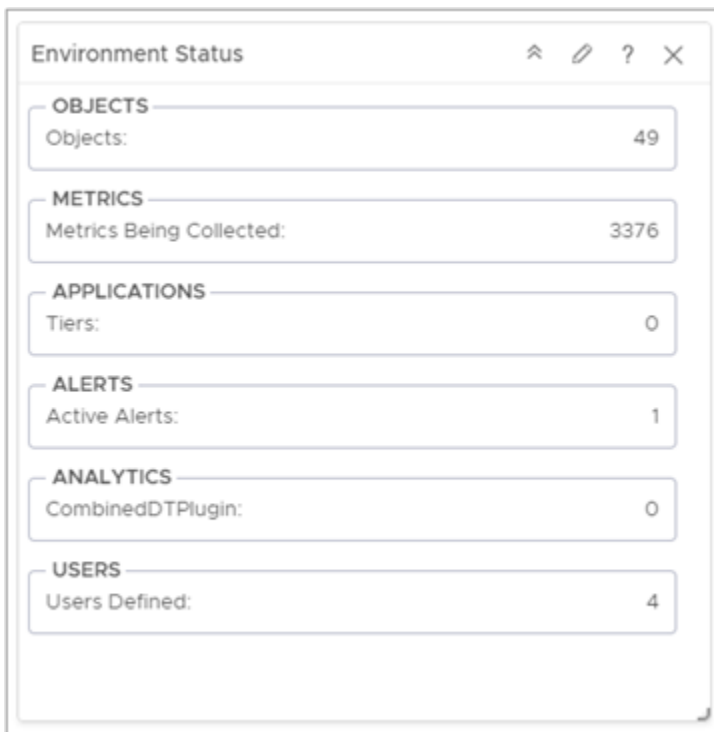 Environment Status ?
OBJECTS
Objects: 49
METRICS
Metrics Being Collected: 3376
APPLICATIONS
Tiers: 0
ALERTS
Active Alerts: 1
ANALYTICS
CombinedDTPlugin: 0
USERS
Users Defined: 4